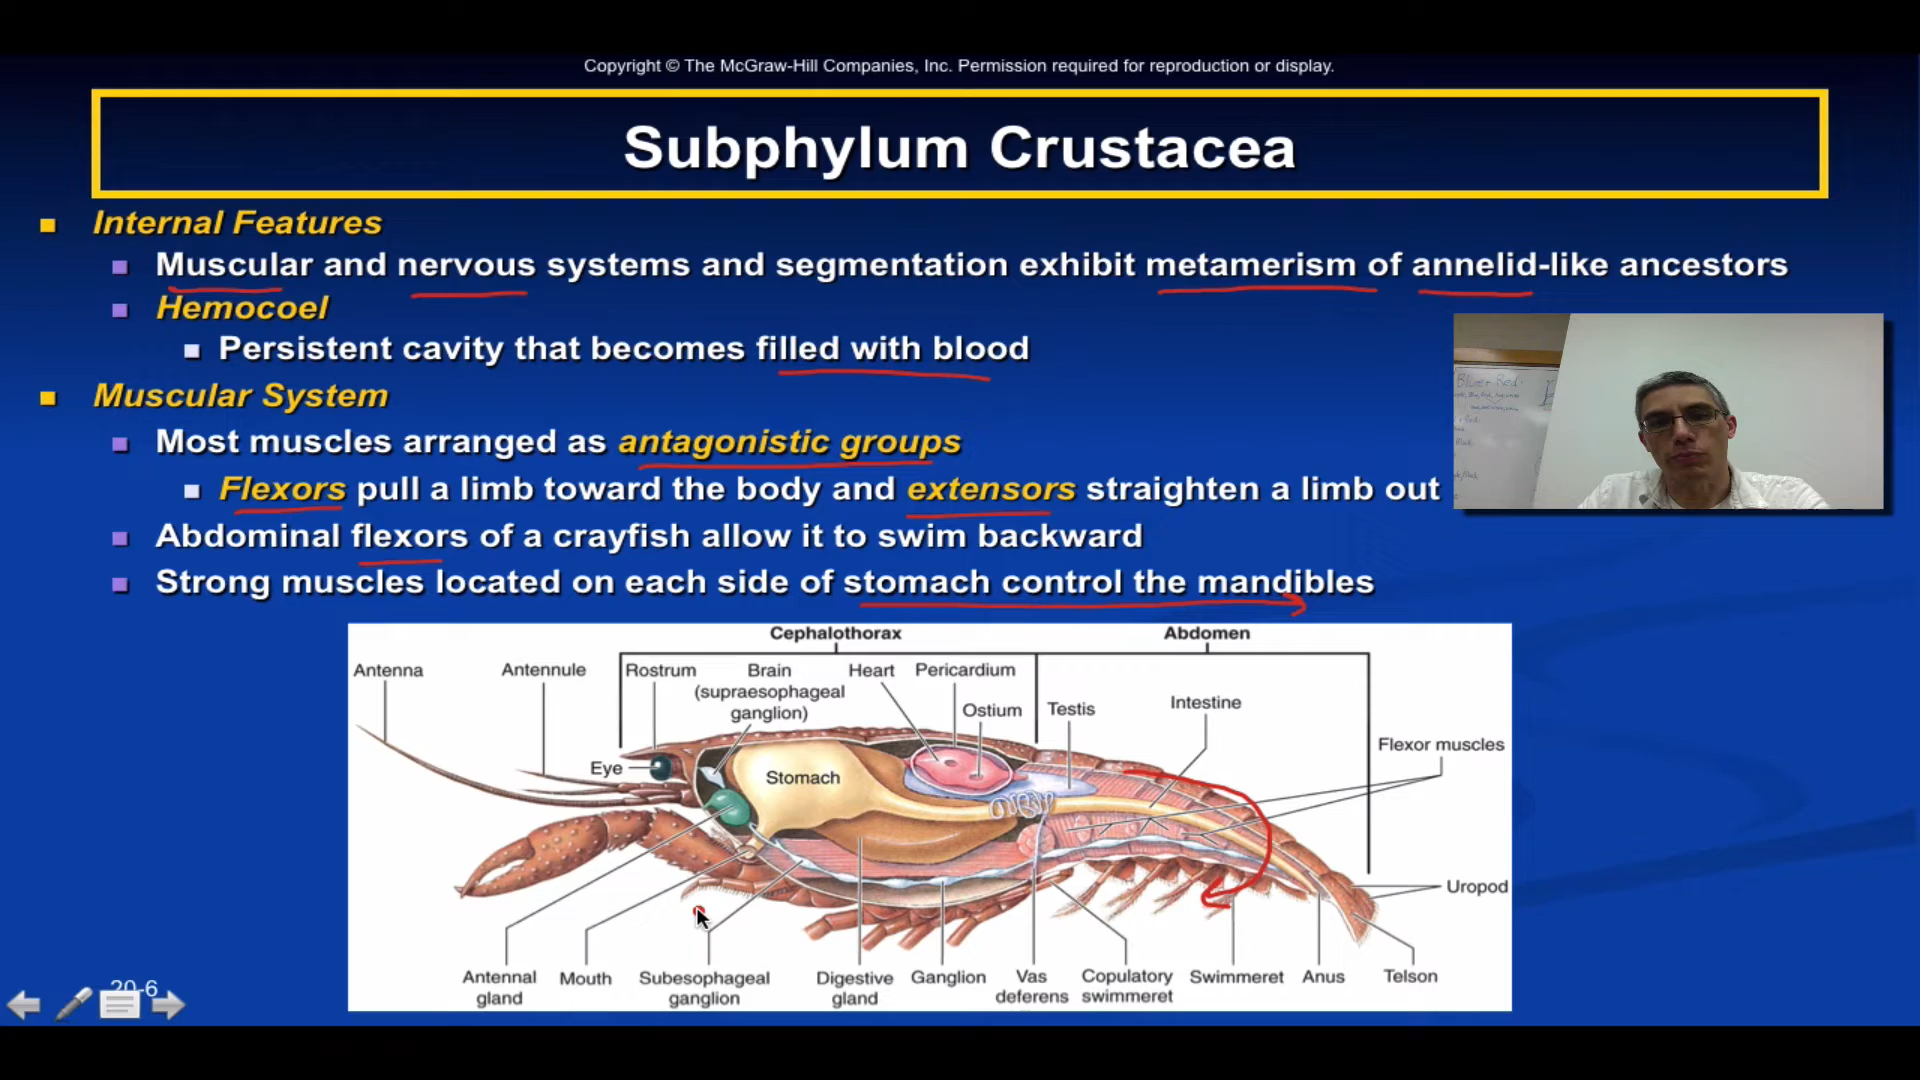 Copyright © The McGraw-Hill Companies, Inc. Permission required for reproduction or display.
Subphylum Crustacea
Internal Features
Muscular and nervous systems and segmentation exhibit metamerism of annelid-like ancestors
Hemocoel
Persistent cavity that becomes filled with blood
Muscular System
Most muscles arranged as antagonistic groups
Flexors pull a limb toward the body and extensors straighten a limb out
Abdominal flexors of a crayfish allow it to swim backward
Strong muscles located on each side of stomach control the mandibles
Blue + Red
Cephalothorax
Abdomen
Antenna
Antennule
Rostrum
Brain
(supraesophageal
ganglion)
Heart
Pericardium
Ostium
Testis
Intestine
Flexor muscles
Eye
Stomach
Uropod
Antennal
gland
Mouth
Subesophageal
ganglion
Digestive
gland
Ganglion
Vas
deferens
Copulatory
swimmeret
Swimmeret
Anus
Telson
20-6